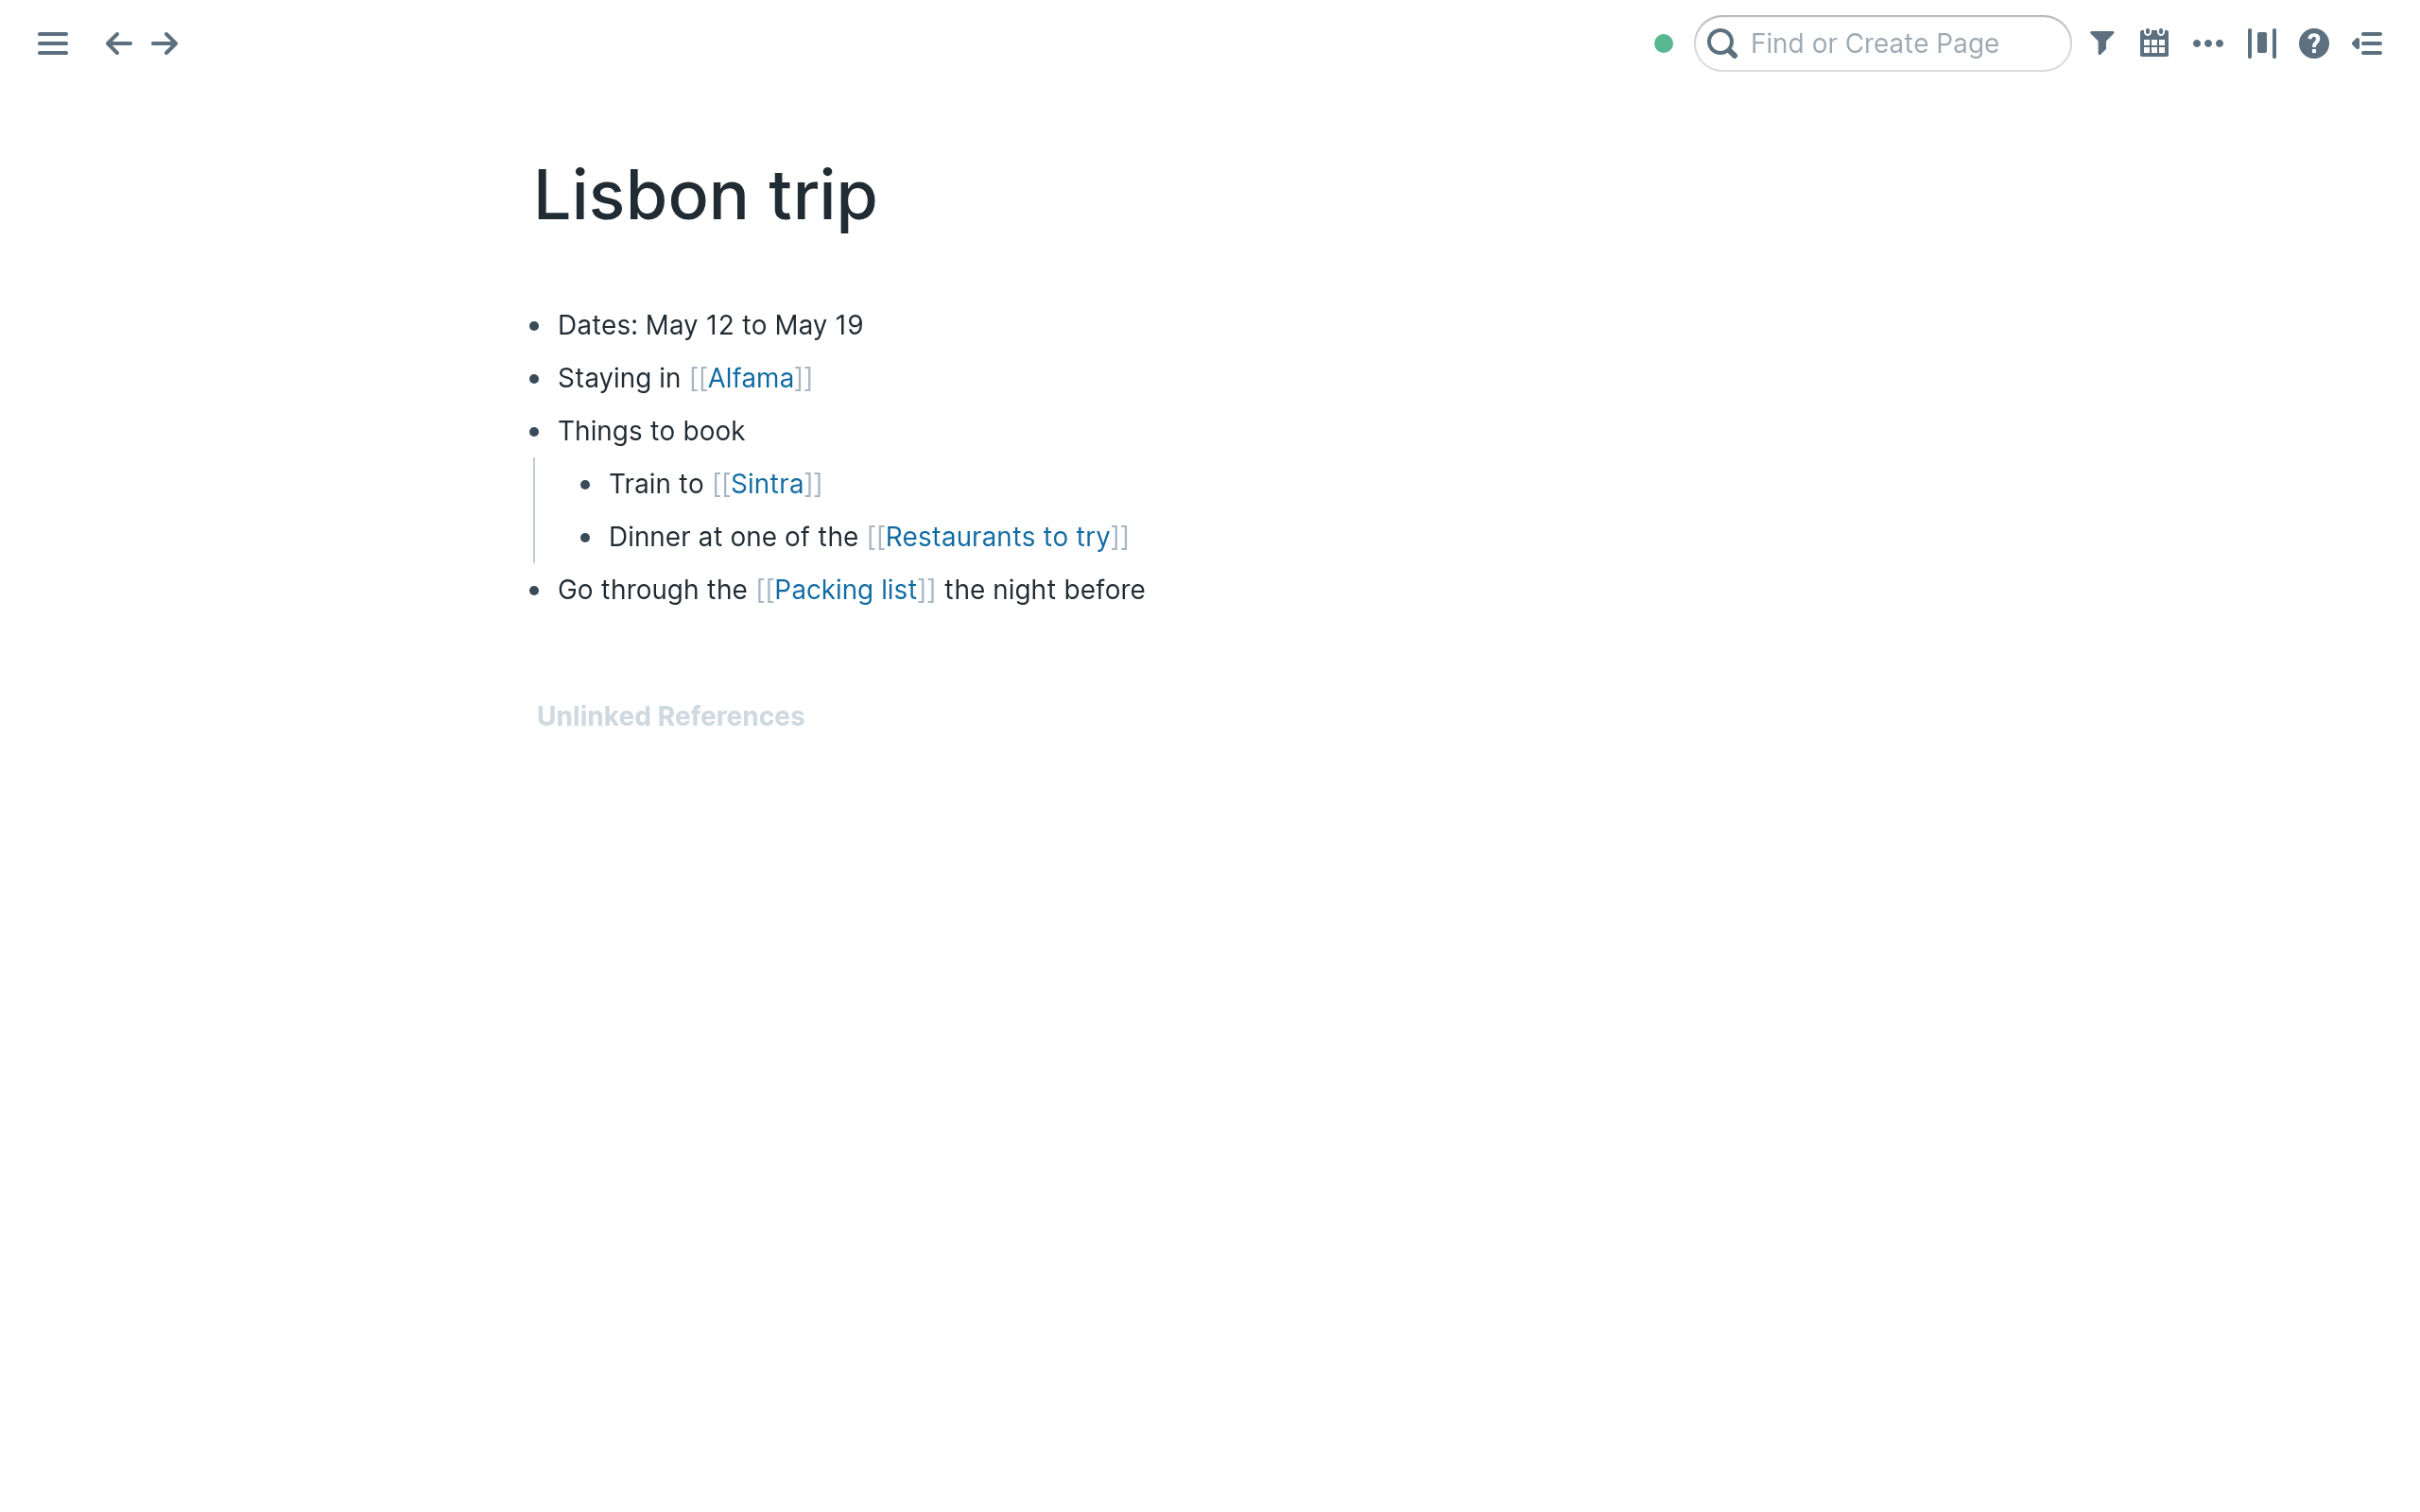 Find or Create Page
Lisbon trip
Dates: May 12 to May 19
Staying in [[Alfama]]
Things to book
Train to [[Sintra]]
Dinner at one of the [[Restaurants to try]]
Go through the [[Packing list]] the night before
Unlinked References